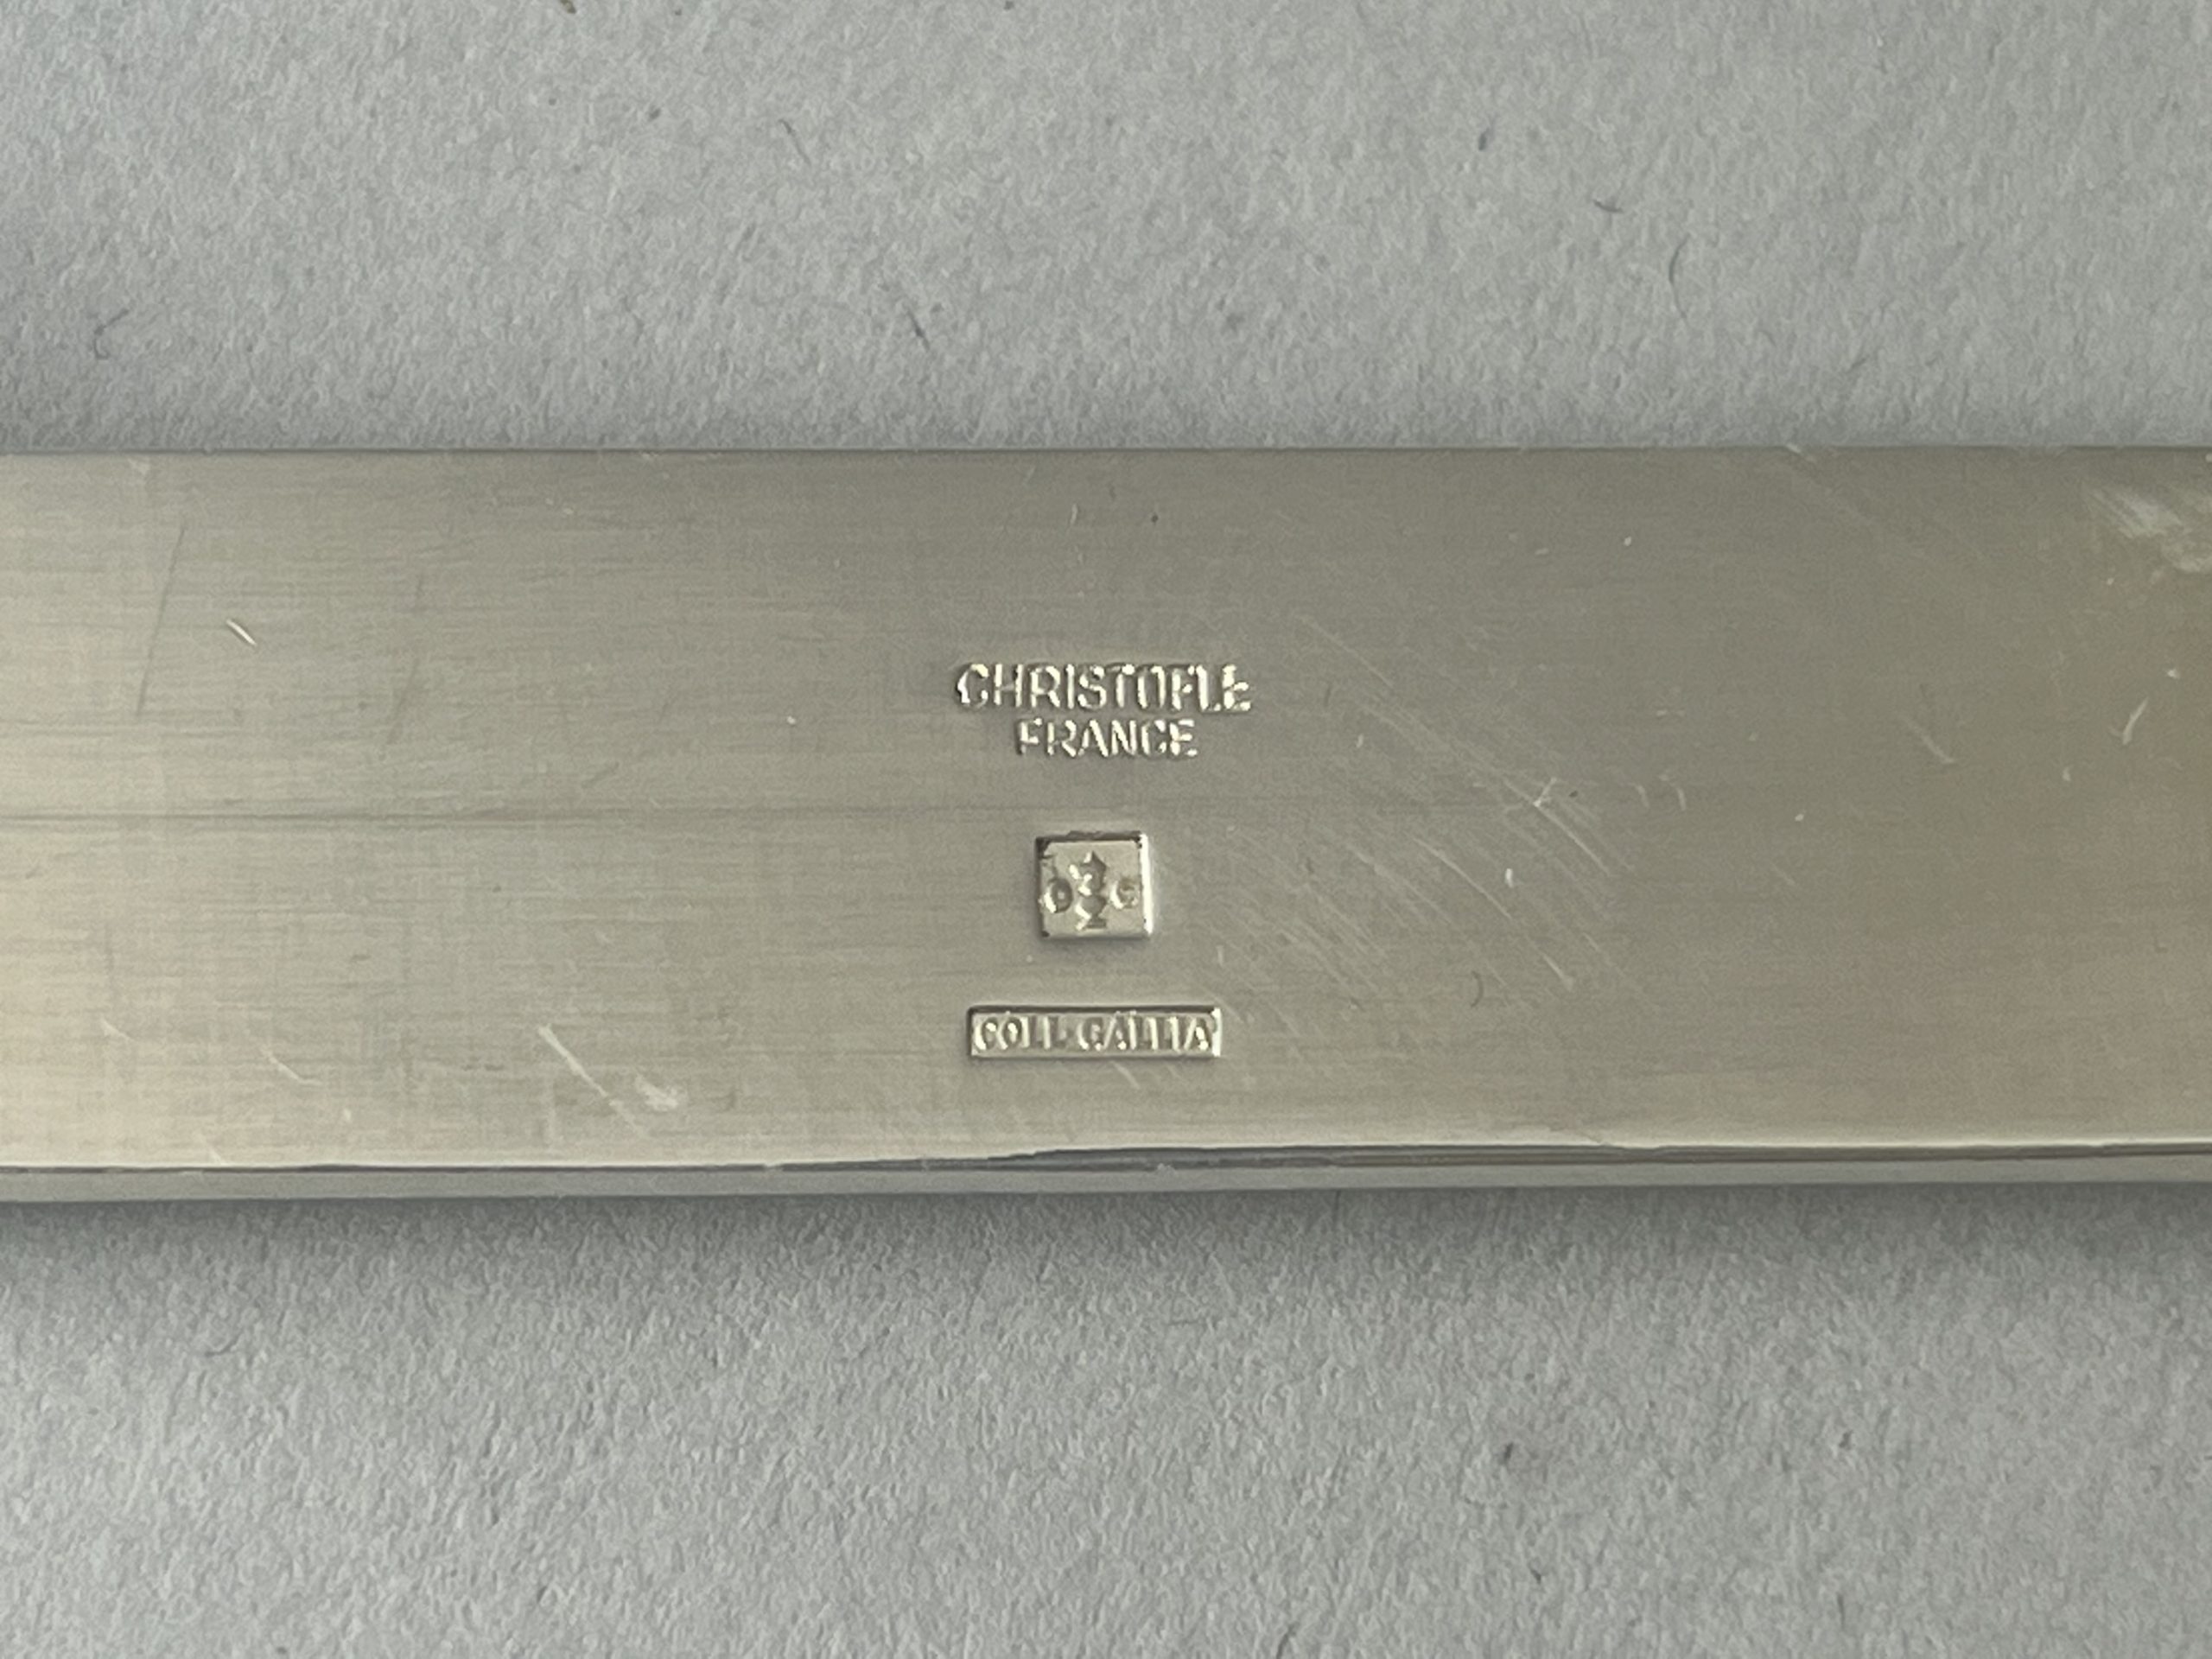 CHRISTOFLE
FRANCE
O G
COLL·GALLIA